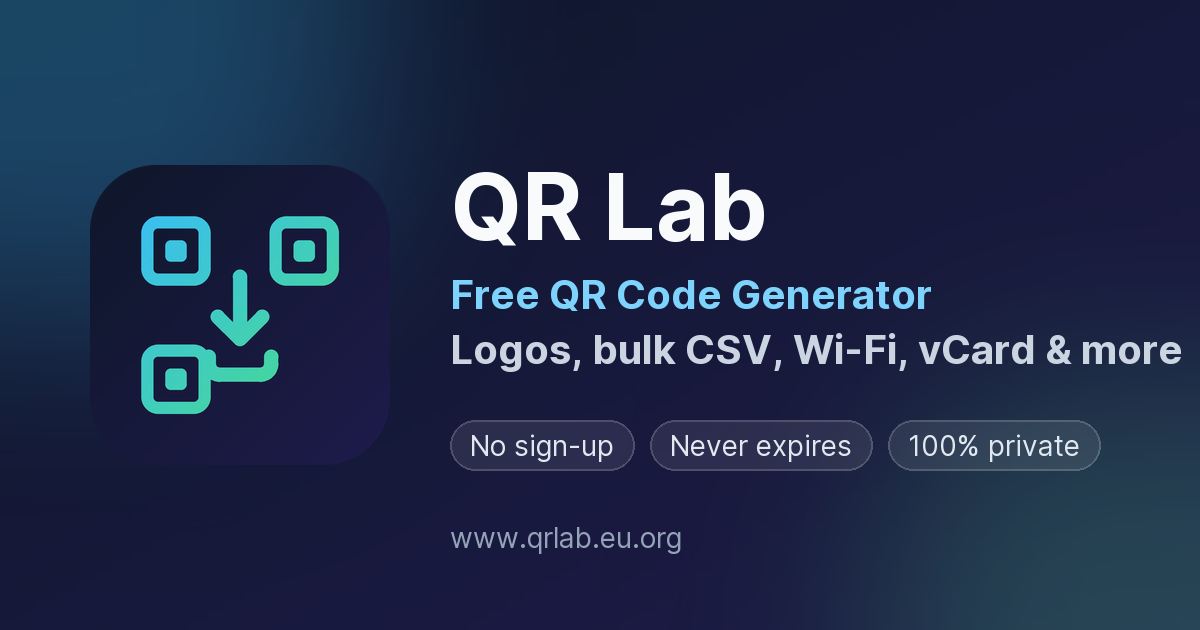 QR Lab
Free QR Code Generator
Logos, bulk CSV, Wi-Fi, vCard & more
No sign-up Never expires 100% private
www.qrlab.eu.org